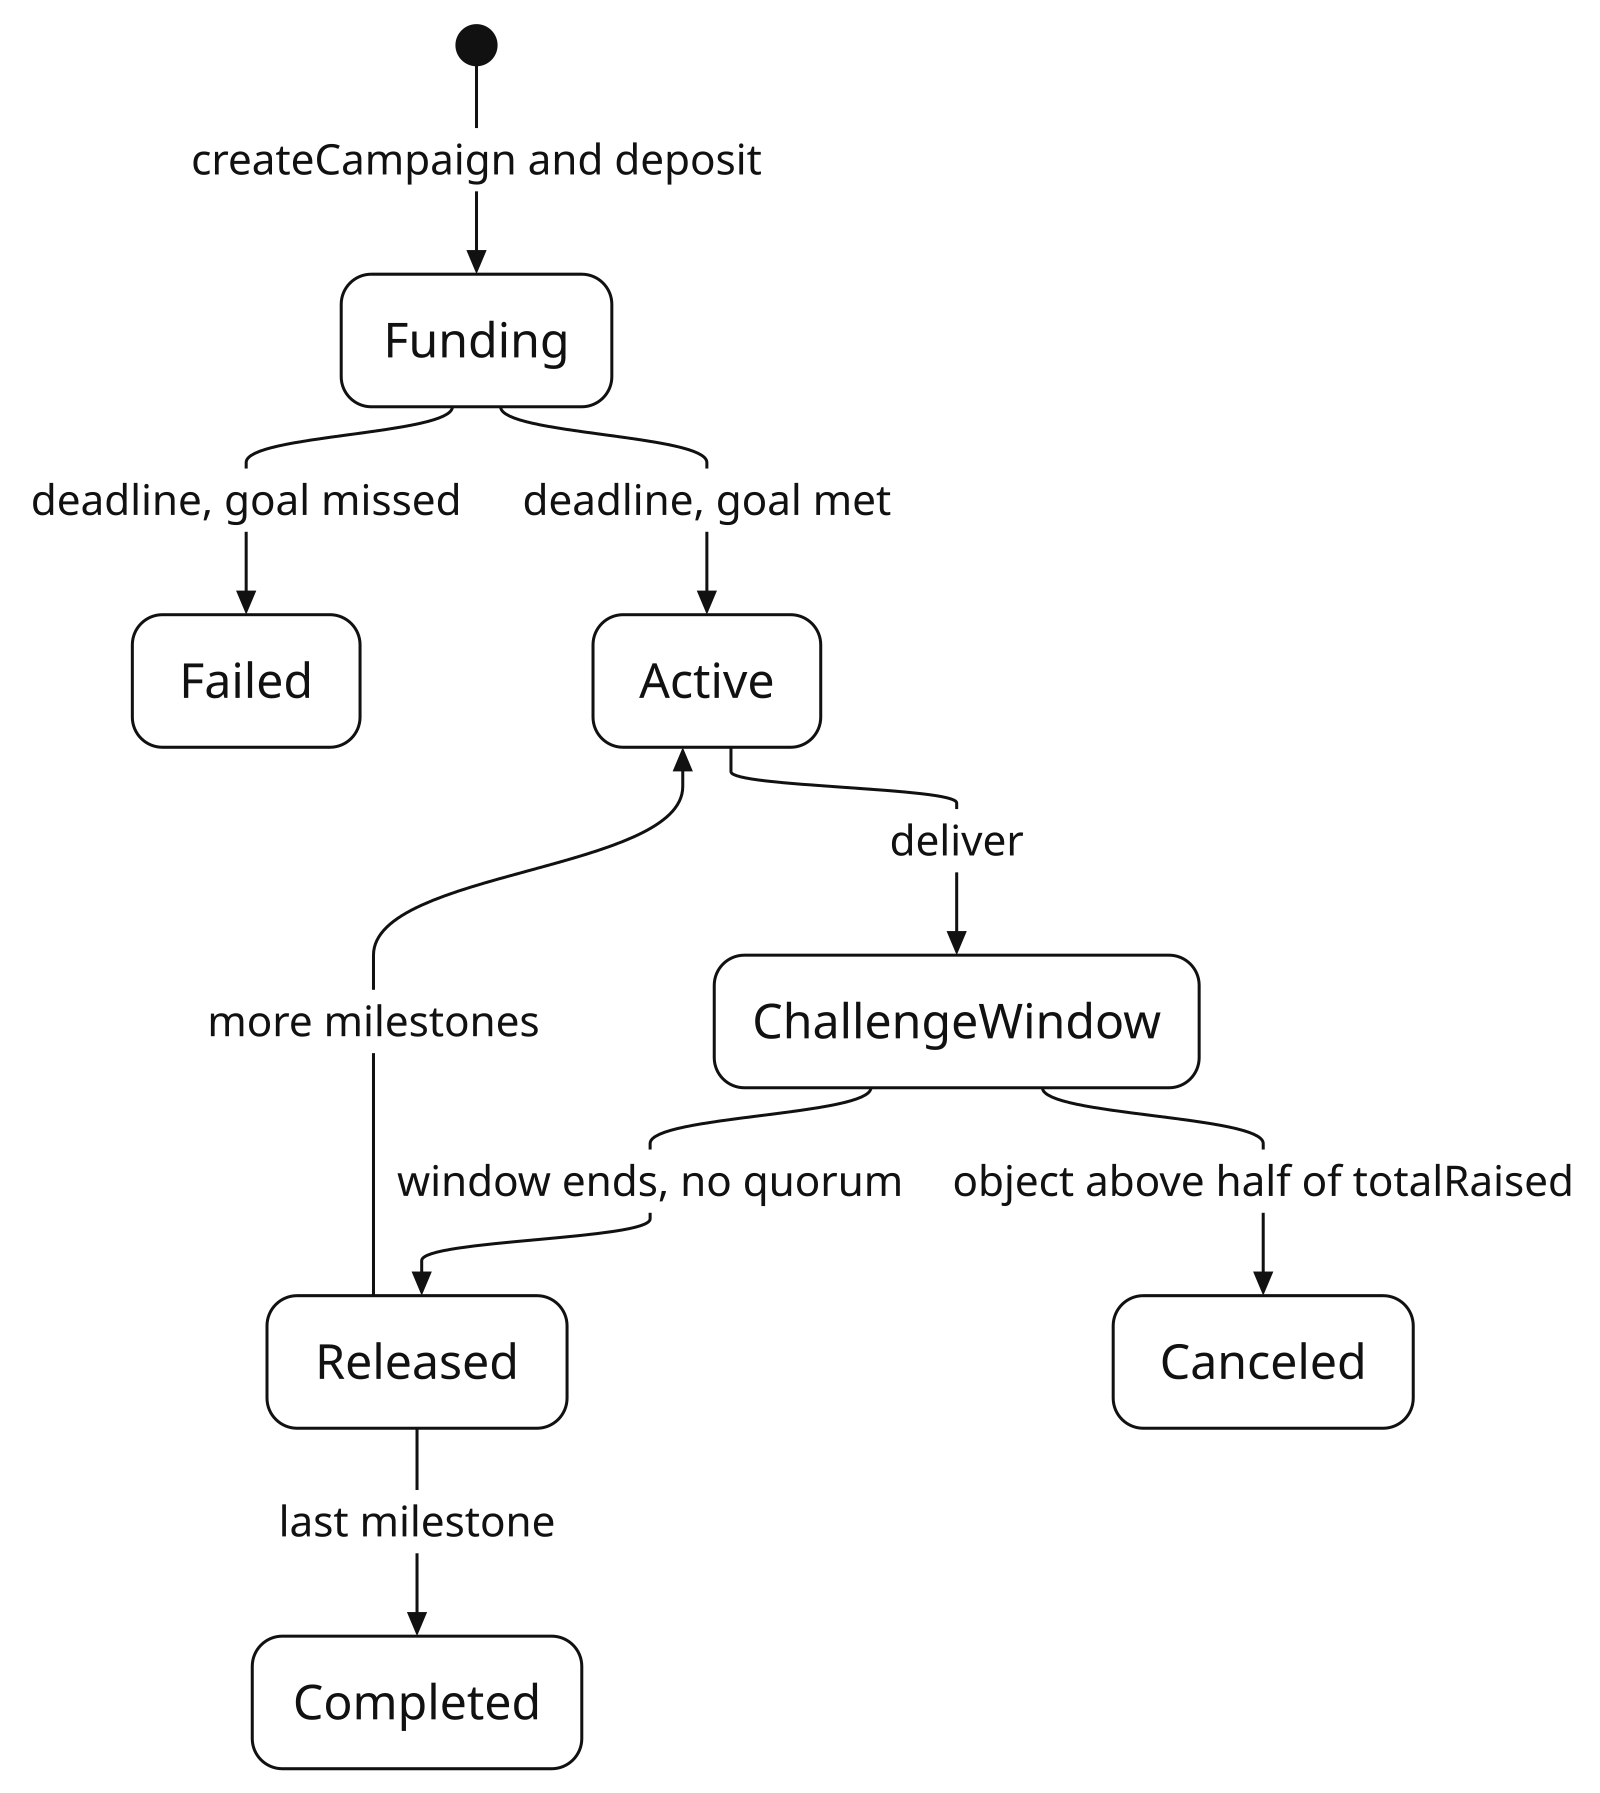 createCampaign and deposit
Funding
deadline, goal missed
deadline, goal met
Failed
Active
deliver
more milestones
ChallengeWindow
window ends, no quorum
object above half of totalRaised
Released
Canceled
last milestone
Completed